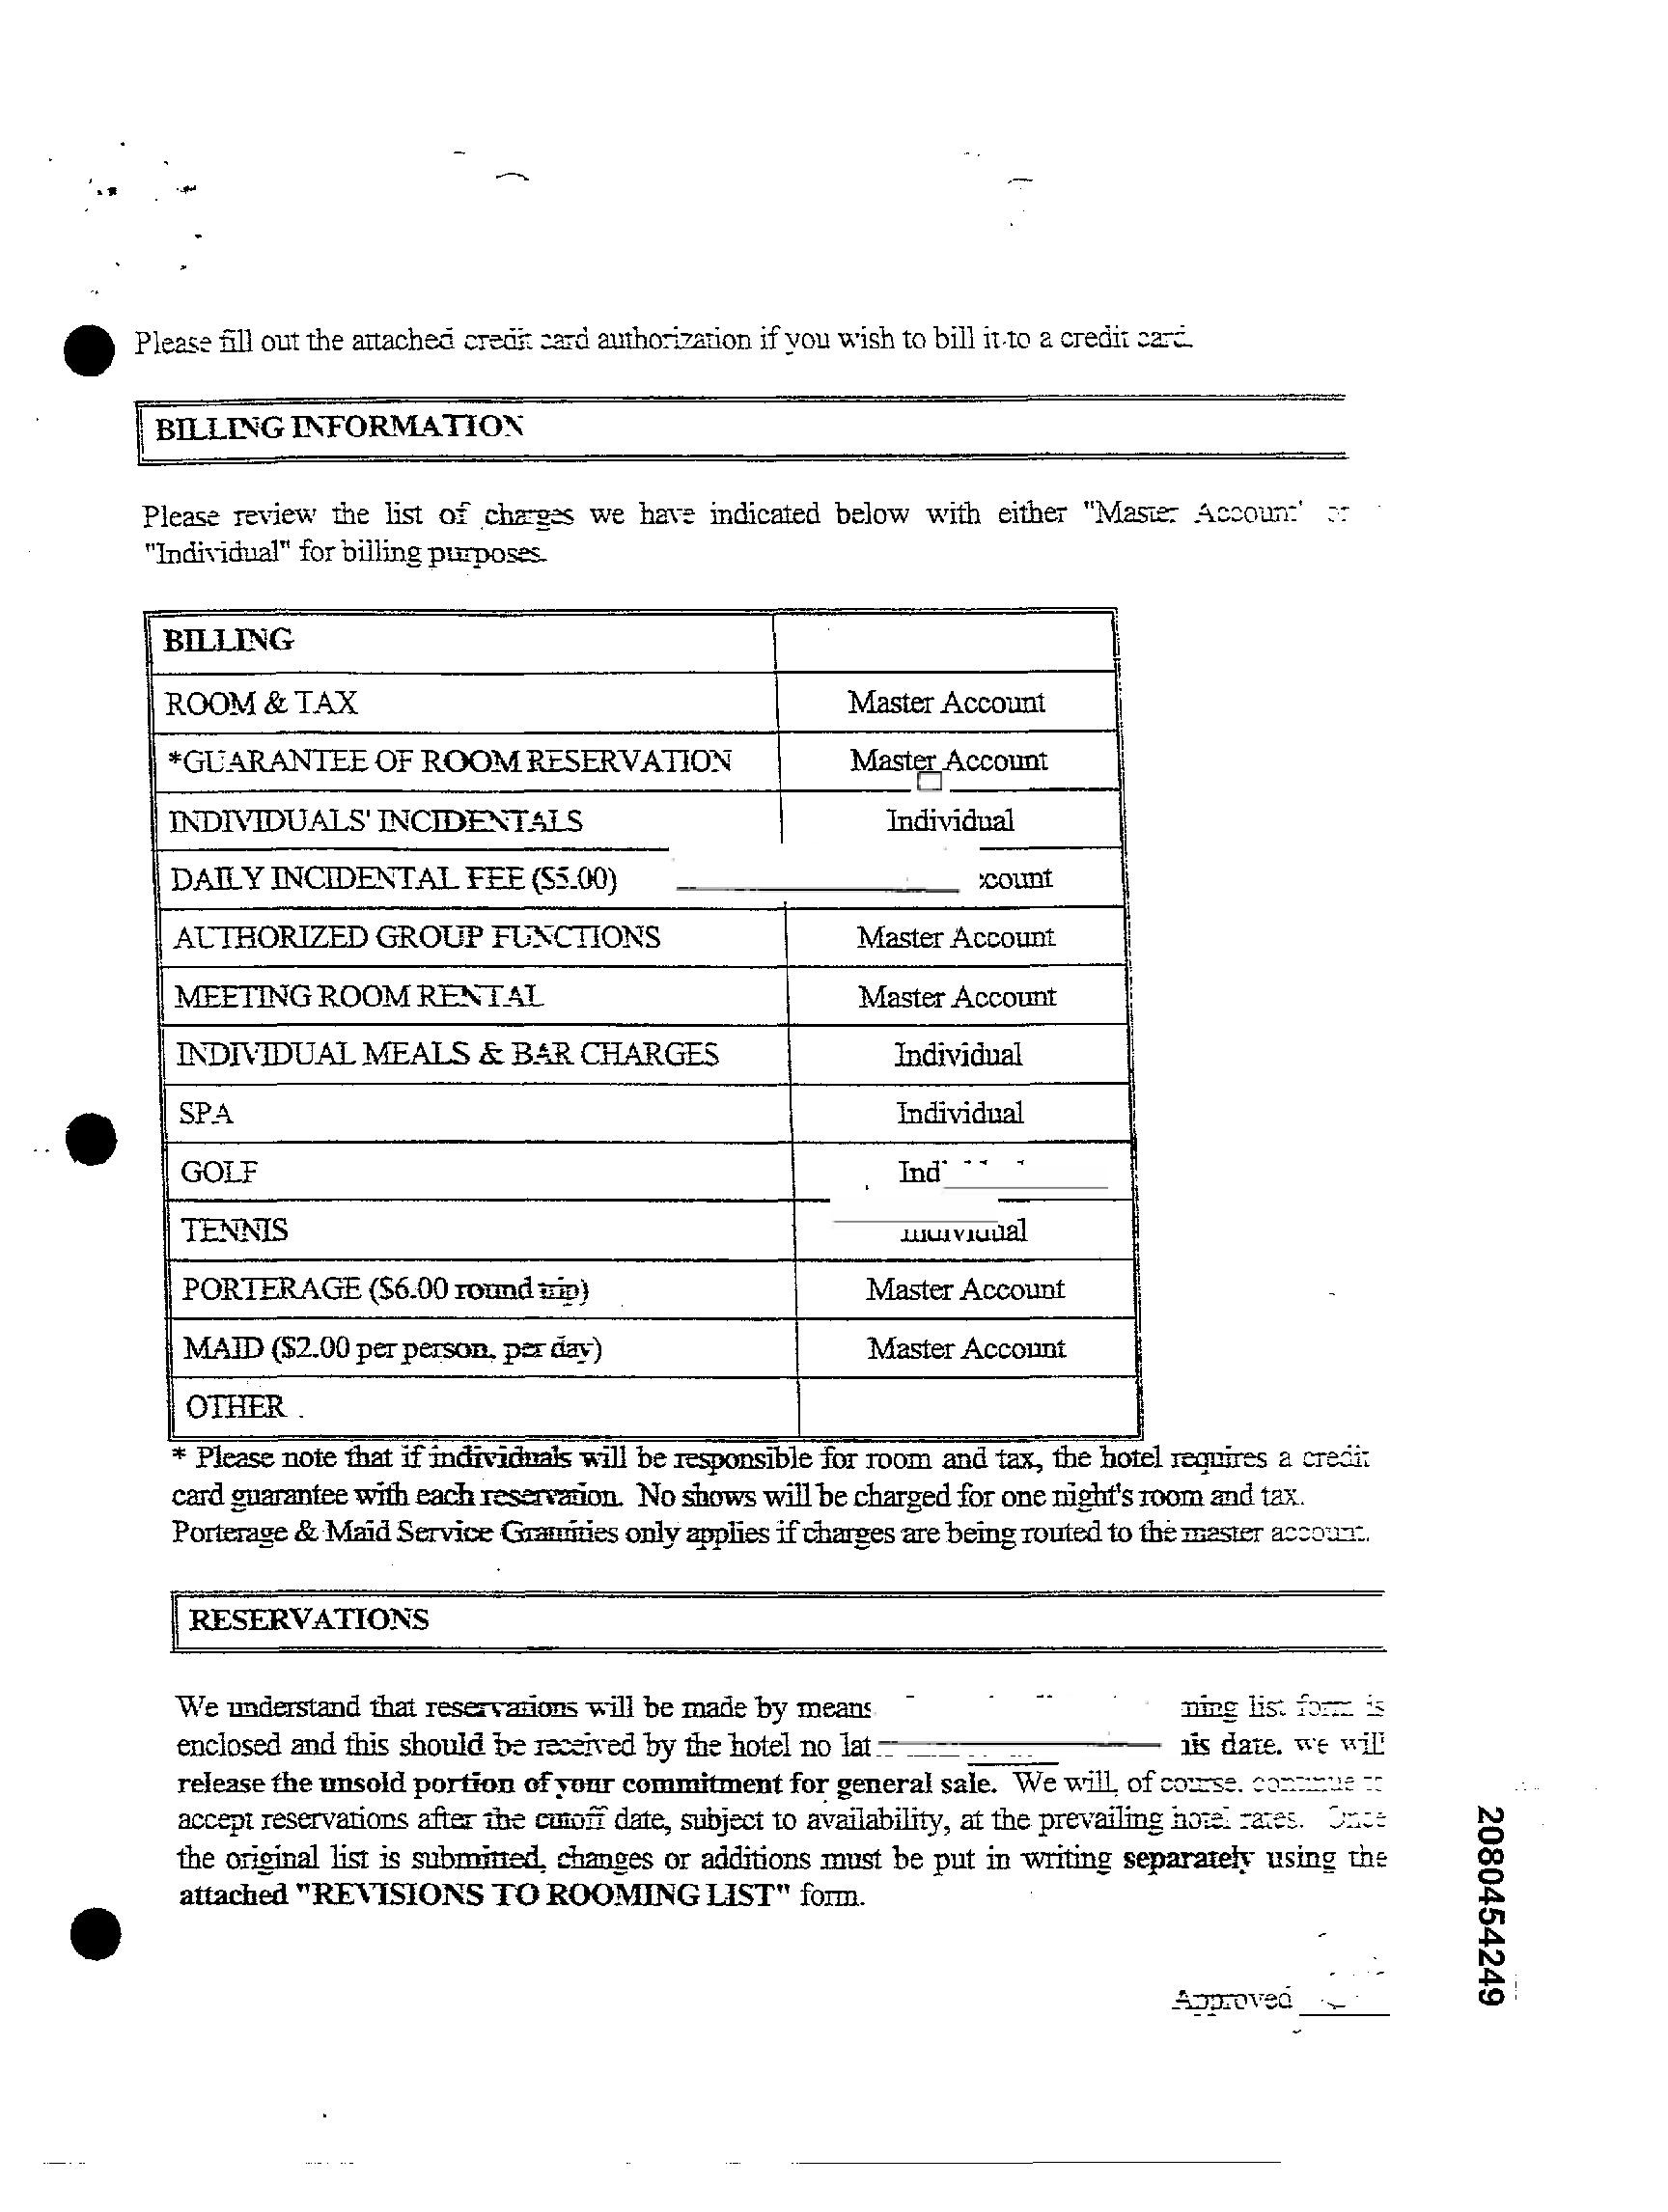 Please fill out the attached credit card authorization if you wish to bill it to a credit card.
BILLING INFORMATION
Please review the list of charges we have indicated below with either "Master Account" or
"Individual" for billing purposes.
BILLING
ROOM & TAX Master Account
*GUARANTEE OF ROOM RESERVATION Master Account
INDIVIDUALS' INCIDENTALS Individual
DAILY INCIDENTAL FEE ($5.00)
AUTHORIZED GROUP FUNCTIONS Master Account
MEETING ROOM RENTAL Master Account
INDIVIDUAL MEALS & BAR CHARGES Individual
SPA Individual
GOLF
TENNIS Individual
PORTERAGE ($6.00 round trip) Master Account
MAID ($2.00 per person, per day) Master Account
OTHER
* Please note that if individuals will be responsible for room and tax, the hotel requires a credit
card guarantee with each reservation. No shows will be charged for one night's room and tax.
Porterage & Maid Service Gratuities only applies if charges are being routed to the master account.
RESERVATIONS
We understand that reservations will be made by means list form is
enclosed and this should be received by the hotel no date, we will
release the unsold portion of your commitment for general sale. We will, of course, continue to
accept reservations after the cutoff date, subject to availability, at the prevailing hotel rates. Once
the original list is submitted, changes or additions must be put in writing separately using the
attached "REVISIONS TO ROOMING LIST" form.
Approved
2080454249